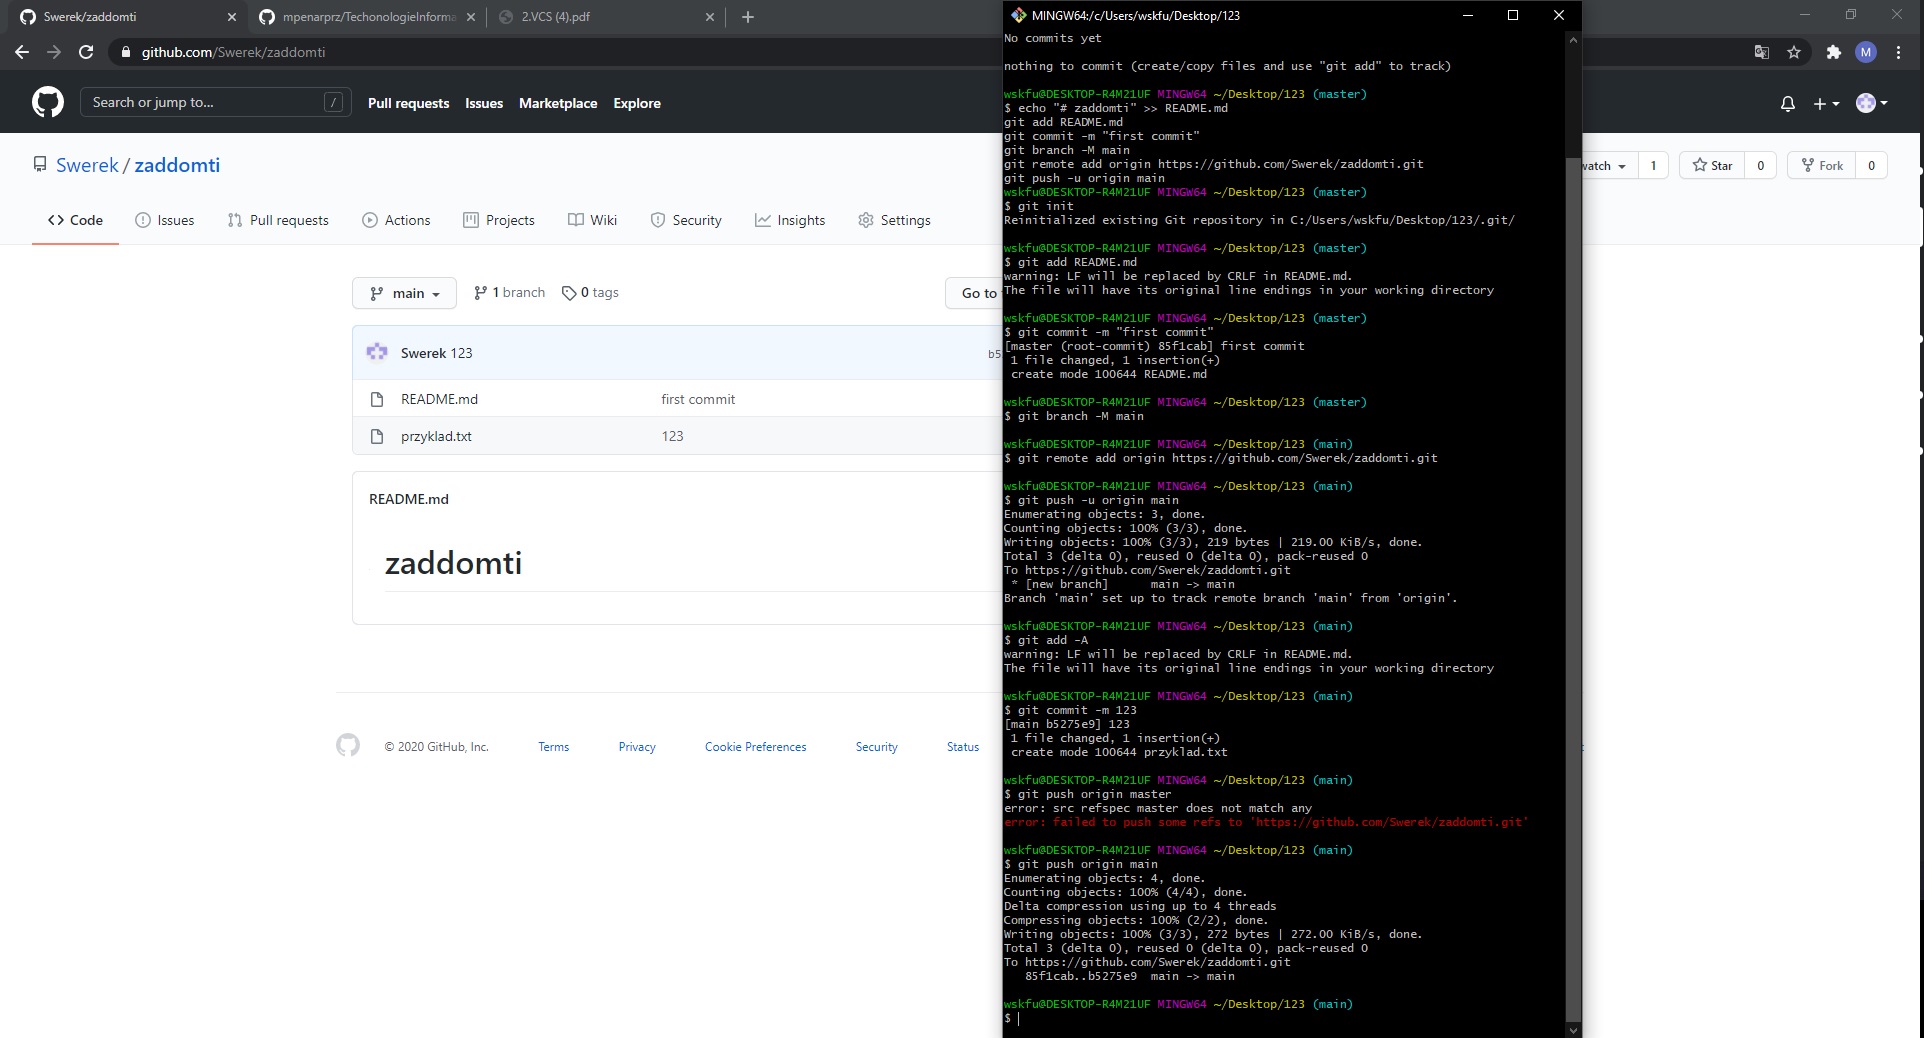 Swerek/zaddomti
mpenarprz/TechonologieInforma
2.VCS (4).pdf
github.com/Swerek/zaddomti
M
Search or jump to...
/
Pull requests
Issues
Marketplace
Explore
Swerek / zaddomti
watch
1
Star
0
Fork
0
Code
Issues
Pull requests
Actions
Projects
Wiki
Security
Insights
Settings
main
1 branch
0 tags
Go to
Swerek 123
b5
README.md
first commit
przyklad.txt
123
README.md
zaddomti
© 2020 GitHub, Inc.
Terms
Privacy
Cookie Preferences
Security
Status
MINGW64:/c/Users/wskfu/Desktop/123
No commits yet
nothing to commit (create/copy files and use "git add" to track)
wskfu@DESKTOP-R4M21UF MINGW64 ~/Desktop/123 (master)
$ echo "# zaddomti" >> README.md
git add README.md
git commit -m "first commit"
git branch -M main
git remote add origin https://github.com/Swerek/zaddomti.git
git push -u origin main
wskfu@DESKTOP-R4M21UF MINGW64 ~/Desktop/123 (master)
$ git init
Reinitialized existing Git repository in C:/Users/wskfu/Desktop/123/.git/
wskfu@DESKTOP-R4M21UF MINGW64 ~/Desktop/123 (master)
$ git add README.md
warning: LF will be replaced by CRLF in README.md.
The file will have its original line endings in your working directory
wskfu@DESKTOP-R4M21UF MINGW64 ~/Desktop/123 (master)
$ git commit -m "first commit"
[master (root-commit) 85f1cab] first commit
1 file changed, 1 insertion(+)
create mode 100644 README.md
wskfu@DESKTOP-R4M21UF MINGW64 ~/Desktop/123 (master)
$ git branch -M main
wskfu@DESKTOP-R4M21UF MINGW64 ~/Desktop/123 (main)
$ git remote add origin https://github.com/Swerek/zaddomti.git
wskfu@DESKTOP-R4M21UF MINGW64 ~/Desktop/123 (main)
$ git push -u origin main
Enumerating objects: 3, done.
Counting objects: 100% (3/3), done.
Writing objects: 100% (3/3), 219 bytes | 219.00 KiB/s, done.
Total 3 (delta 0), reused 0 (delta 0), pack-reused 0
To https://github.com/Swerek/zaddomti.git
* [new branch]      main -> main
Branch 'main' set up to track remote branch 'main' from 'origin'.
wskfu@DESKTOP-R4M21UF MINGW64 ~/Desktop/123 (main)
$ git add -A
warning: LF will be replaced by CRLF in README.md.
The file will have its original line endings in your working directory
wskfu@DESKTOP-R4M21UF MINGW64 ~/Desktop/123 (main)
$ git commit -m 123
[main b5275e9] 123
1 file changed, 1 insertion(+)
create mode 100644 przyklad.txt
wskfu@DESKTOP-R4M21UF MINGW64 ~/Desktop/123 (main)
$ git push origin master
error: src refspec master does not match any
error: failed to push some refs to 'https://github.com/Swerek/zaddomti.git'
wskfu@DESKTOP-R4M21UF MINGW64 ~/Desktop/123 (main)
$ git push origin main
Enumerating objects: 4, done.
Counting objects: 100% (4/4), done.
Delta compression using up to 4 threads
Compressing objects: 100% (2/2), done.
Writing objects: 100% (3/3), 272 bytes | 272.00 KiB/s, done.
Total 3 (delta 0), reused 0 (delta 0), pack-reused 0
To https://github.com/Swerek/zaddomti.git
85f1cab..b5275e9  main -> main
wskfu@DESKTOP-R4M21UF MINGW64 ~/Desktop/123 (main)
$